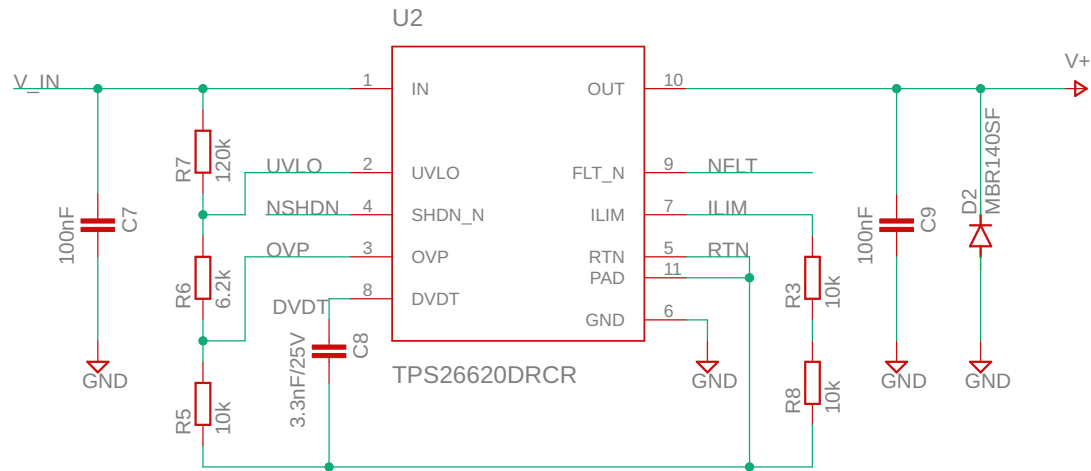 U2
V_IN
1
IN
OUT
10
V+
R7
120k
UVLO
2
UVLO
FLT_N
9
NFLT
D2
MBR140SF
NSHDN
4
SHDN_N
ILIM
7
ILIM
100nF
C7
100nF
C9
OVP
3
OVP
RTN
5
RTN
PAD
11
R6
6.2k
R3
10k
DVDT
8
DVDT
GND
6
3.3nF/25V
C8
TPS26620DRCR
GND
GND
GND
GND
R5
10k
R8
10k